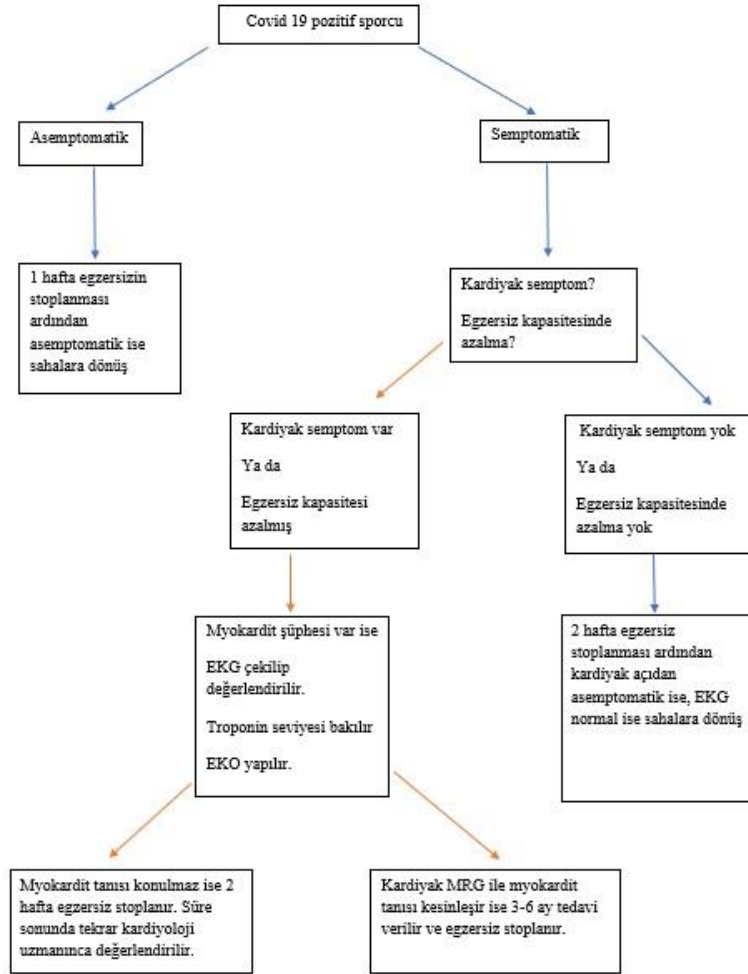 Covid 19 pozitif sporcu
Asemptomatik
Semptomatik
1 hafta egzersizin
stoplanması
ardından
asemptomatik ise
sahalara dönüş
Kardiyak semptom?
Egzersiz kapasitesinde
azalma?
Kardiyak semptom var
Ya da
Egzersiz kapasitesi
azalmış
Kardiyak semptom yok
Ya da
Egzersiz kapasitesinde
azalma yok
Myokardit şüphesi var ise
EKG çekilip
değerlendirilir.
Troponin seviyesi bakılır
EKO yapılır.
2 hafta egzersiz
stoplanması ardından
kardiyak açıdan
asemptomatik ise, EKG
normal ise sahalara dönüş
Myokardit tanısı konulmaz ise 2
hafta egzersiz stoplanır. Süre
sonunda tekrar kardiyoloji
uzmanınca değerlendirilir.
Kardiyak MRG ile myokardit
tanısı kesinleşir ise 3-6 ay tedavi
verilir ve egzersiz stoplanır.